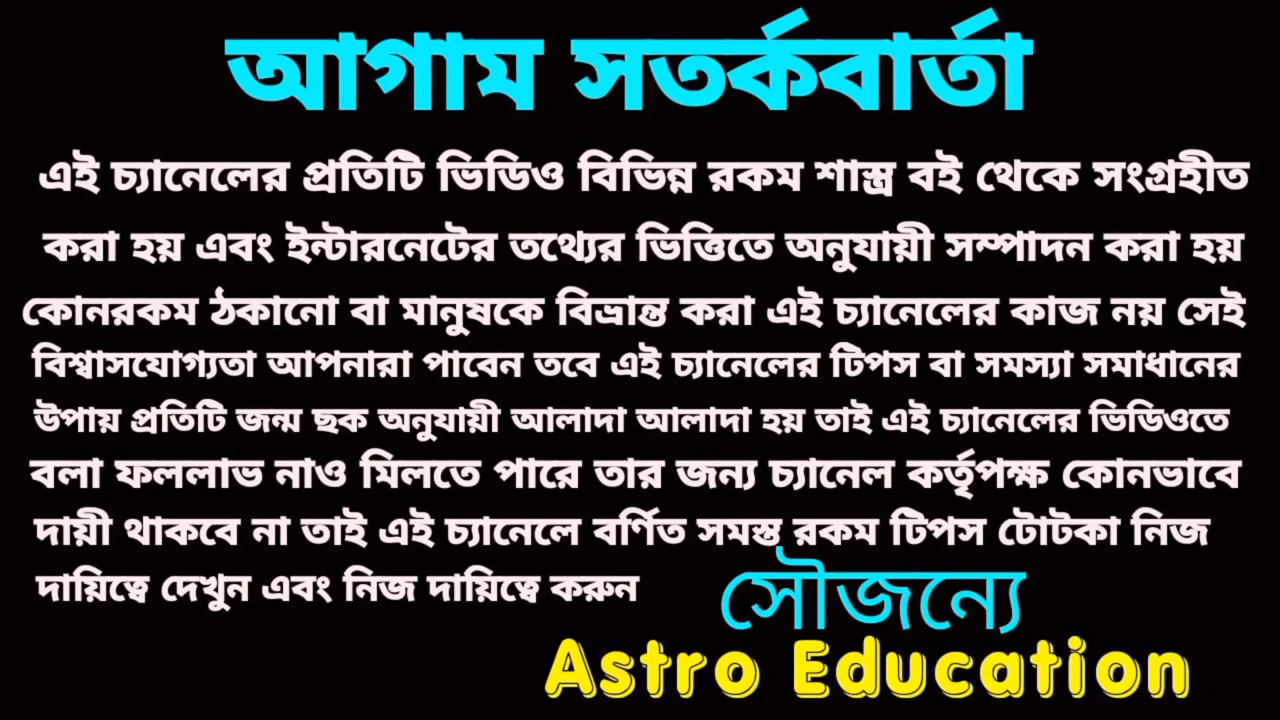 আগাম সতর্কবার্তা
এই চ্যানেলের প্রতিটি ভিডিও বিভিন্ন রকম শাস্ত্র বই থেকে সংগ্রহীত
করা হয় এবং ইন্টারনেটের তথ্যের ভিত্তিতে অনুযায়ী সম্পাদন করা হয়
কোনরকম ঠকানো বা মানুষকে বিভ্রান্ত করা এই চ্যানেলের কাজ নয় সেই
বিশ্বাসযোগ্যতা আপনারা পাবেন তবে এই চ্যানেলের টিপস বা সমস্যা সমাধানের
উপায় প্রতিটি জন্ম ছক অনুযায়ী আলাদা আলাদা হয় তাই এই চ্যানেলের ভিডিওতে
বলা ফললাভ নাও মিলতে পারে তার জন্য চ্যানেল কর্তৃপক্ষ কোনভাবে
দায়ী থাকবে না তাই এই চ্যানেলে বর্ণিত সমস্ত রকম টিপস টোটকা নিজ
দায়িত্বে দেখুন এবং নিজ দায়িত্বে করুন
সৌজন্যে
Astro Education